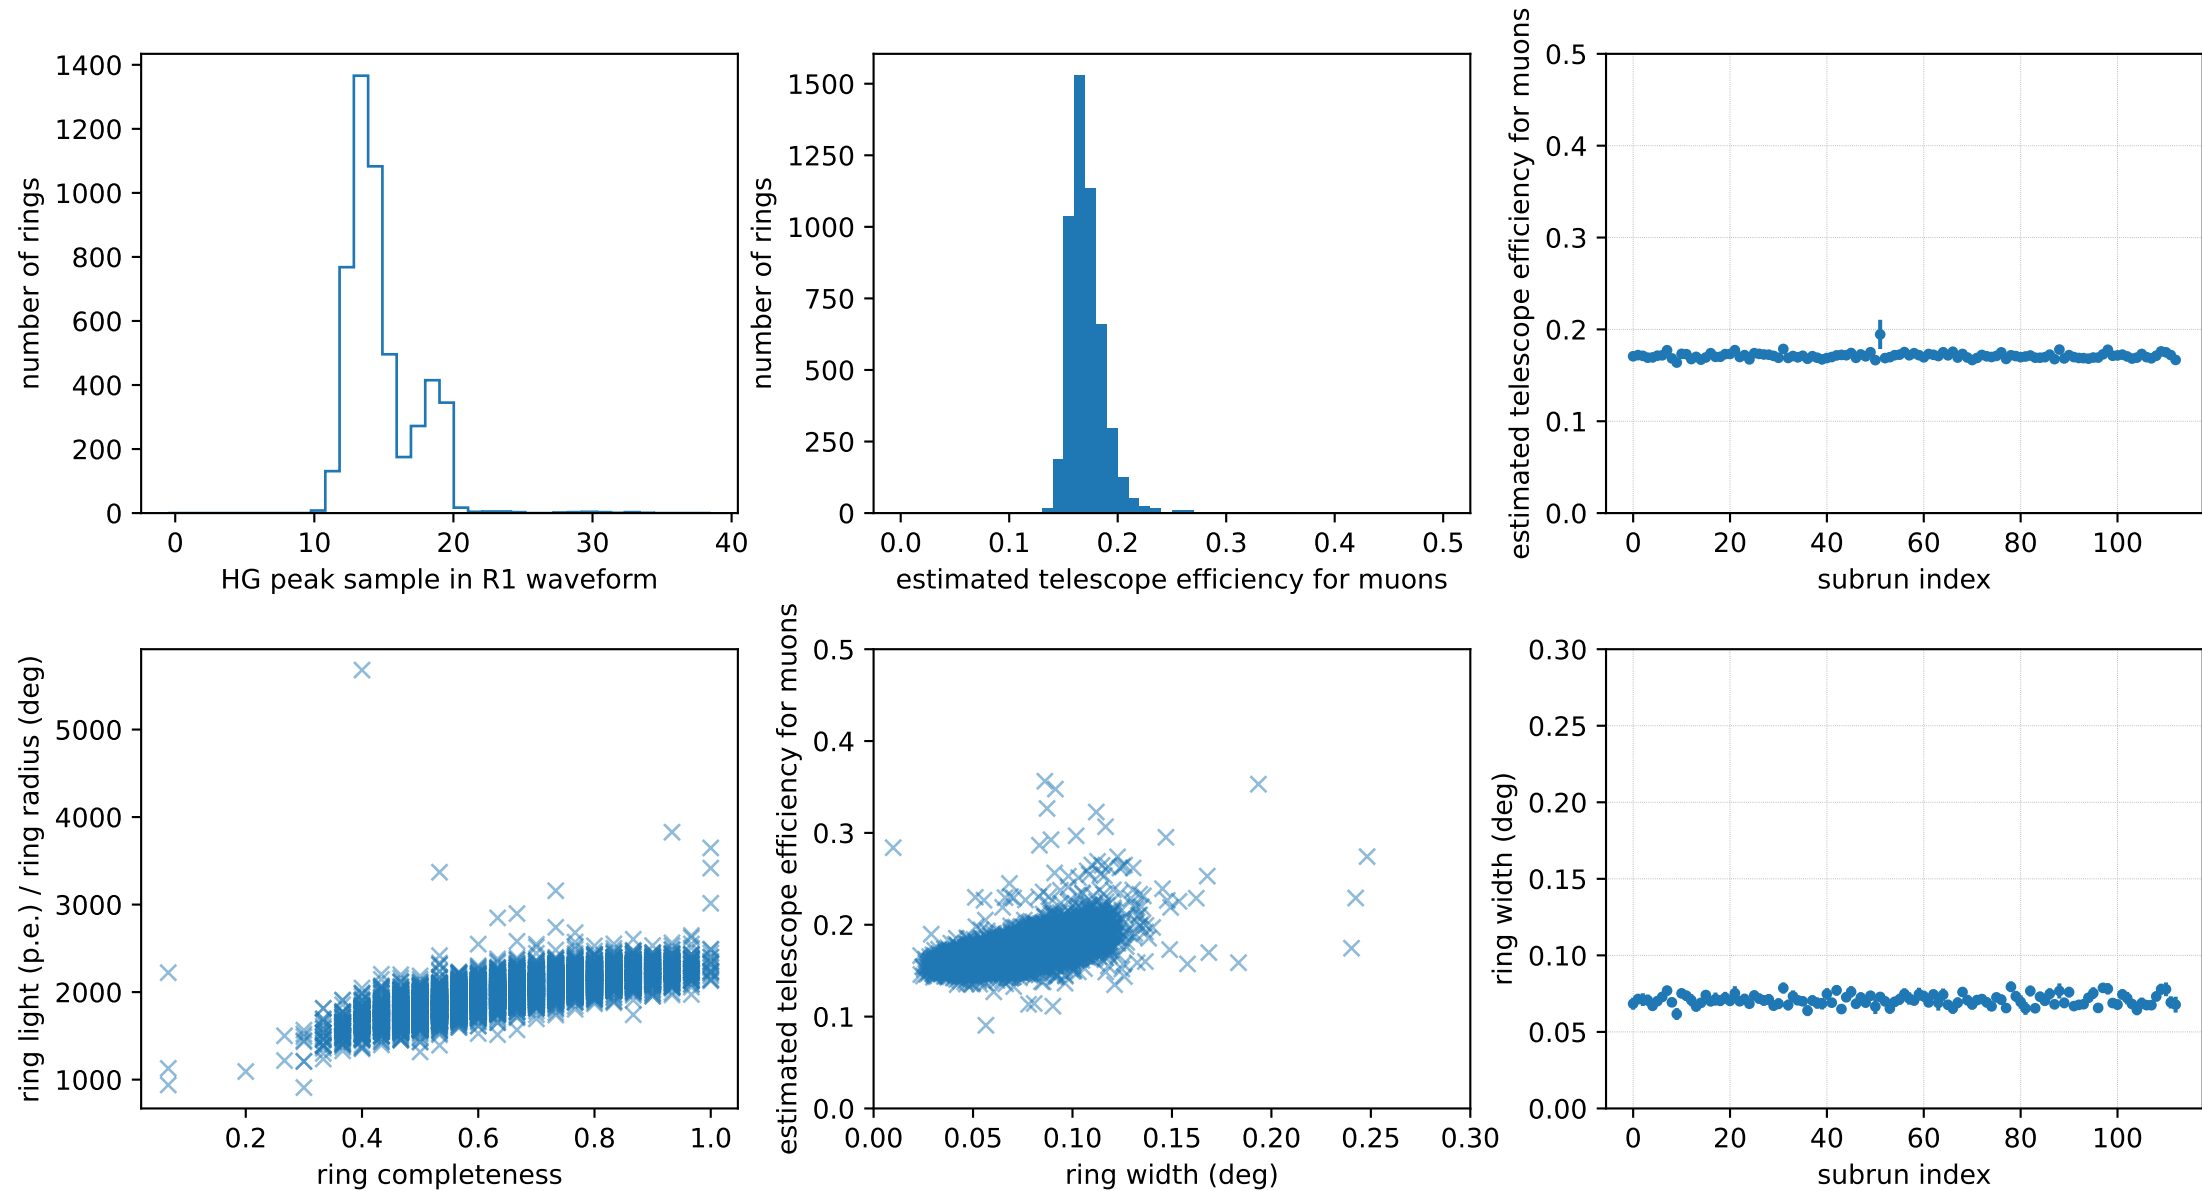 number of rings
1400
1200
1000
800
600
400
200
0
0 10 20 30 40
HG peak sample in R1 waveform
number of rings
1500
1250
1000
750
500
250
0
0.0 0.1 0.2 0.3 0.4 0.5
estimated telescope efficiency for muons
estimated telescope efficiency for muons
0.5
0.4
0.3
0.2
0.1
0.0
0 20 40 60 80 100
subrun index
ring light (p.e.) / ring radius (deg)
5000
4000
3000
2000
1000
0.2 0.4 0.6 0.8 1.0
ring completeness
estimated telescope efficiency for muons
0.5
0.4
0.3
0.2
0.1
0.0
0.00 0.05 0.10 0.15 0.20 0.25 0.30
ring width (deg)
ring width (deg)
0.30
0.25
0.20
0.15
0.10
0.05
0.00
0 20 40 60 80 100
subrun index